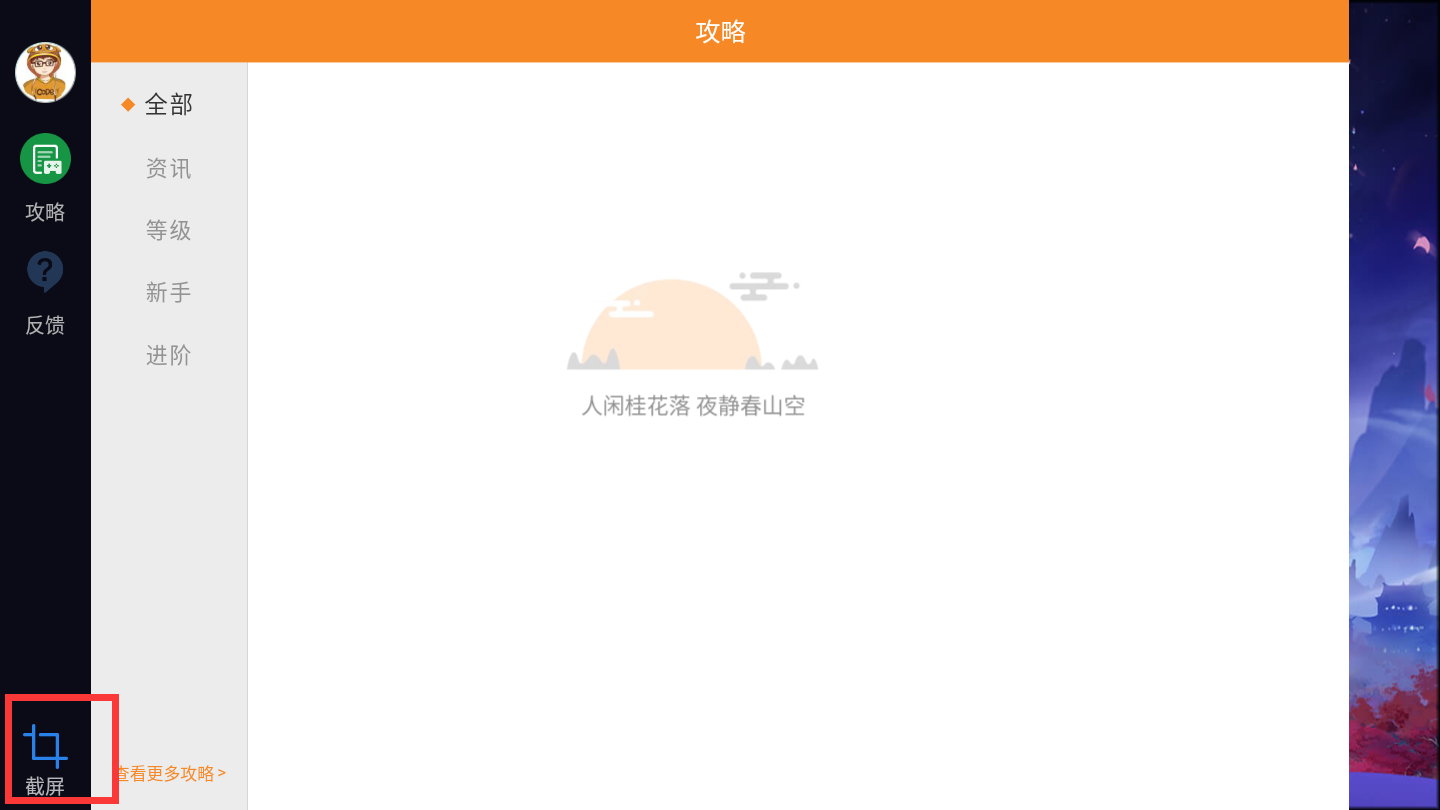 攻略
CODE
攻略
反馈
截屏
全部
资讯
等级
新手
进阶
查看更多攻略 >
人闲桂花落 夜静春山空